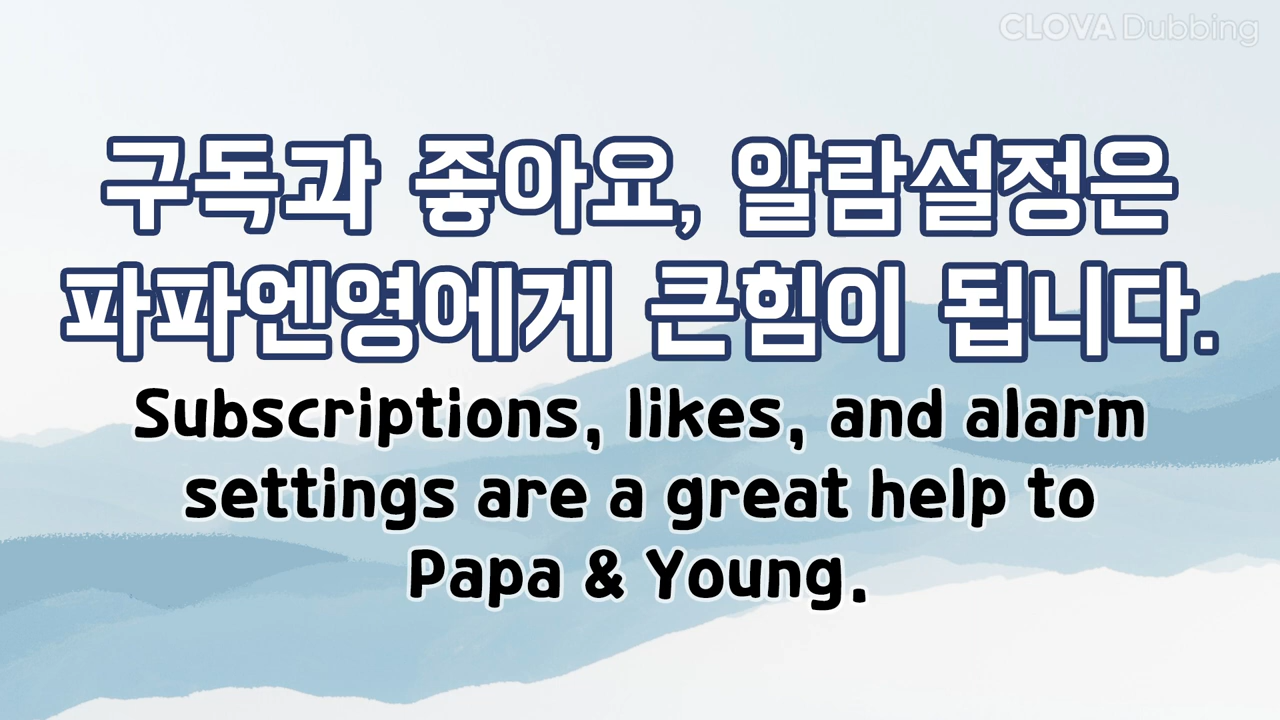 CLOVA Dubbing
구독과 좋아요, 알람설정은
파파엔영에게 큰힘이 됩니다.
Subscriptions, likes, and alarm
settings are a great help to
Papa & Young.